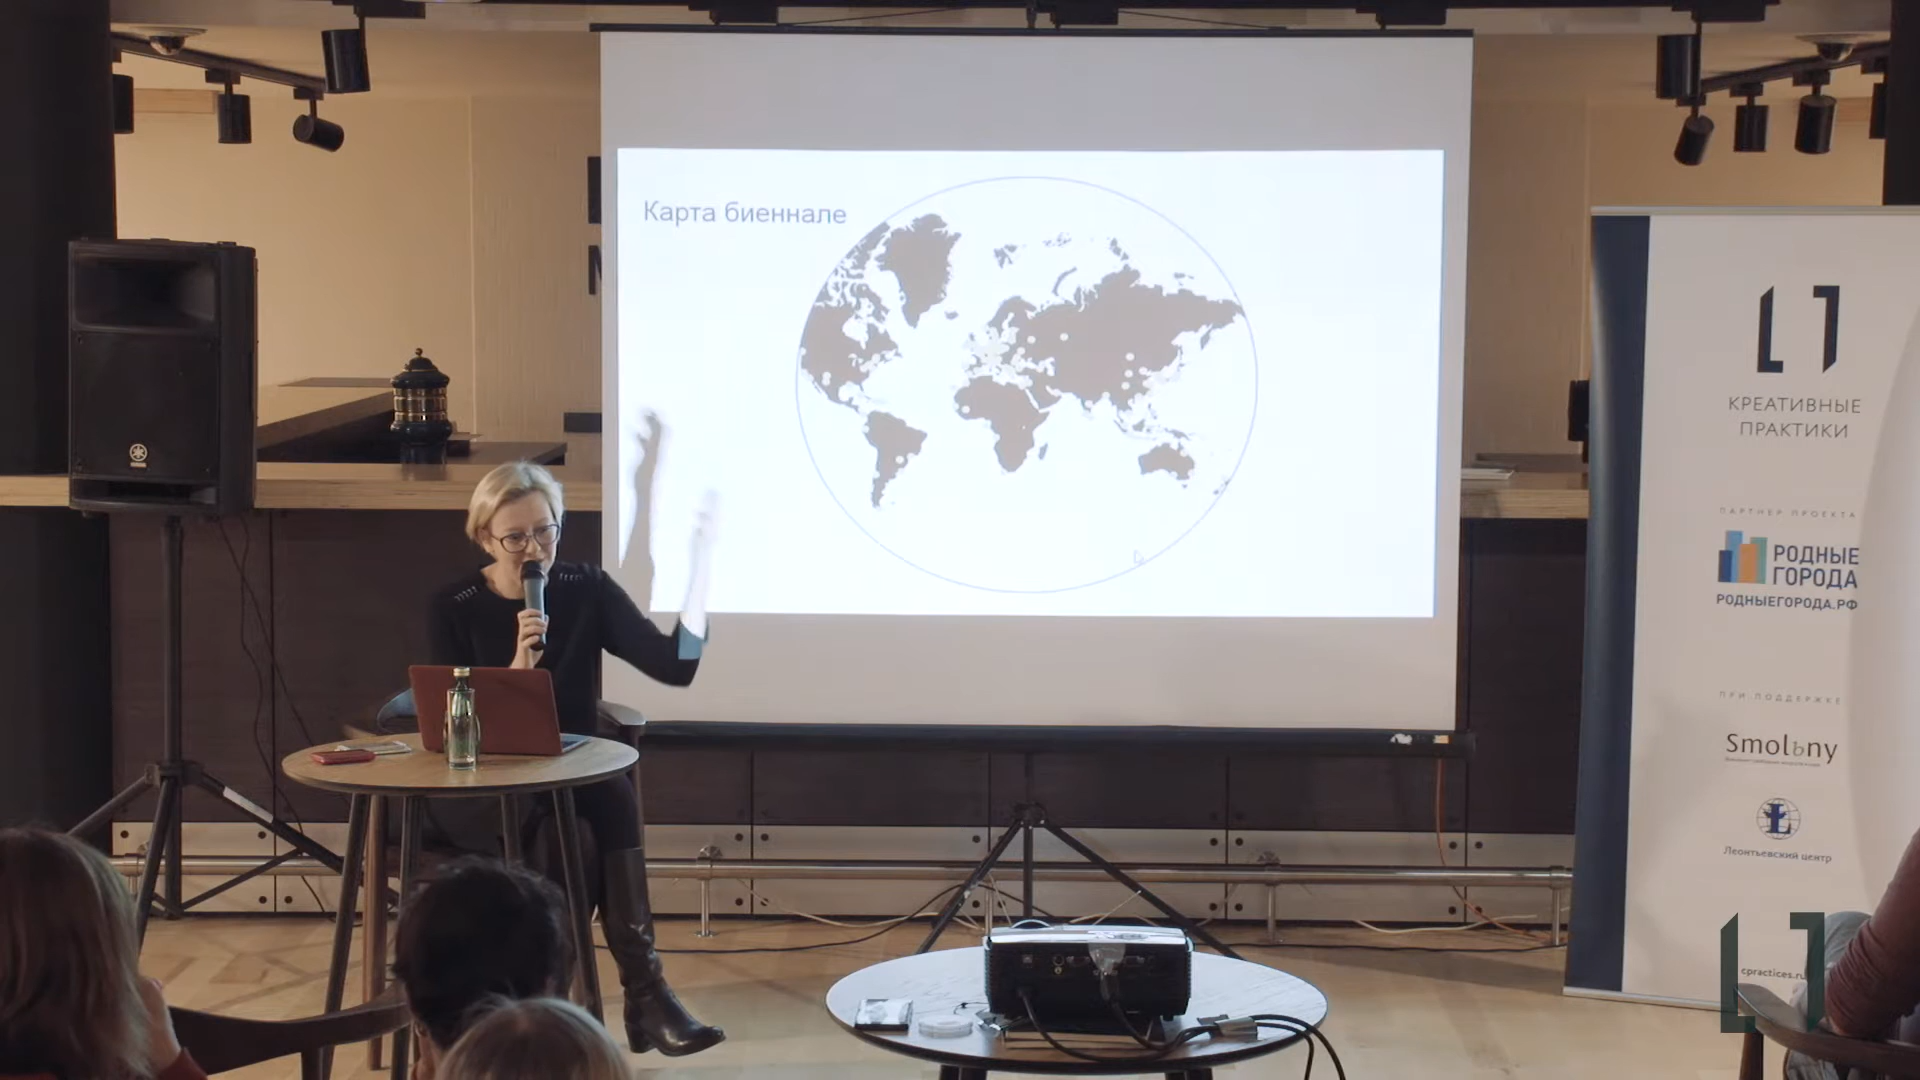 Карта биеннале
КРЕАТИВНЫЕ
ПРАКТИКИ
ПАРТНЕР ПРОЕКТА
РОДНЫЕ
ГОРОДА
РОДНЫЕГОРОДА.РФ
ПРИ ПОДДЕРЖКЕ
Smolьny
Леонтьевский центр
cpractices.ru